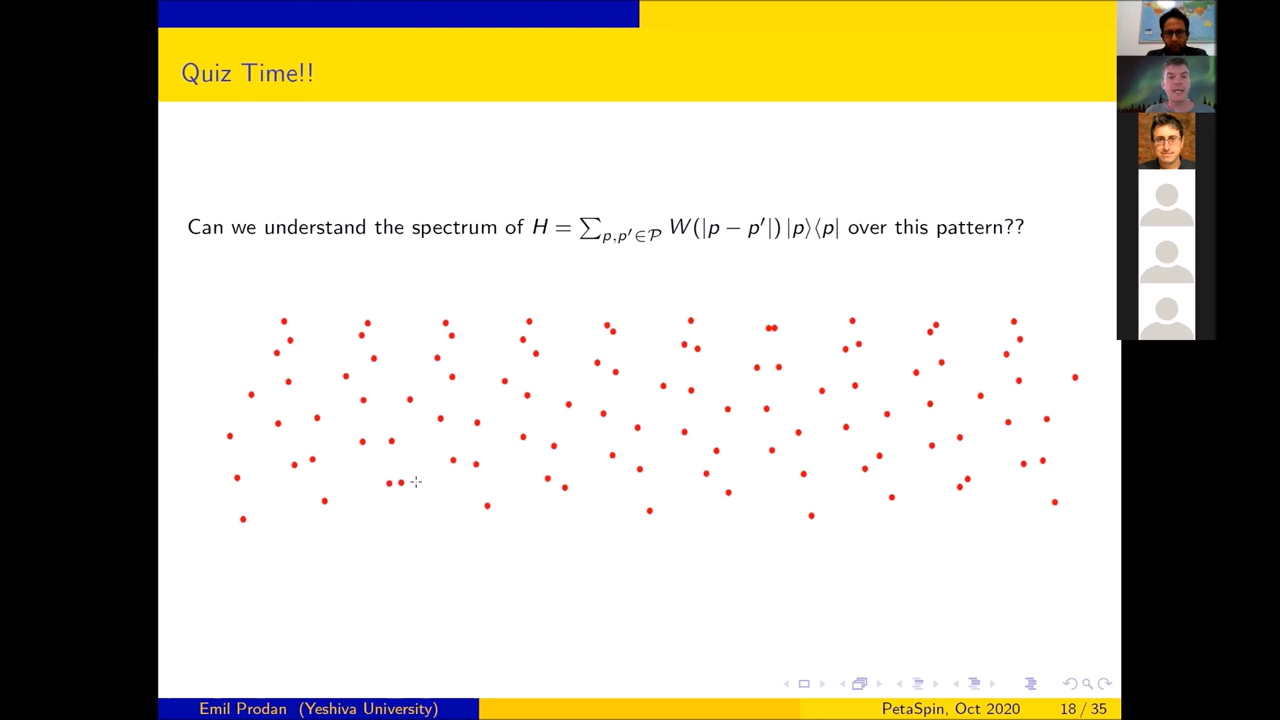 Quiz Time!!
Can we understand the spectrum of H = ∑p,p′∈𝒫 W(|p − p′|) |p⟩⟨p| over this pattern??
Emil Prodan (Yeshiva University)
PetaSpin, Oct 2020
18 / 35